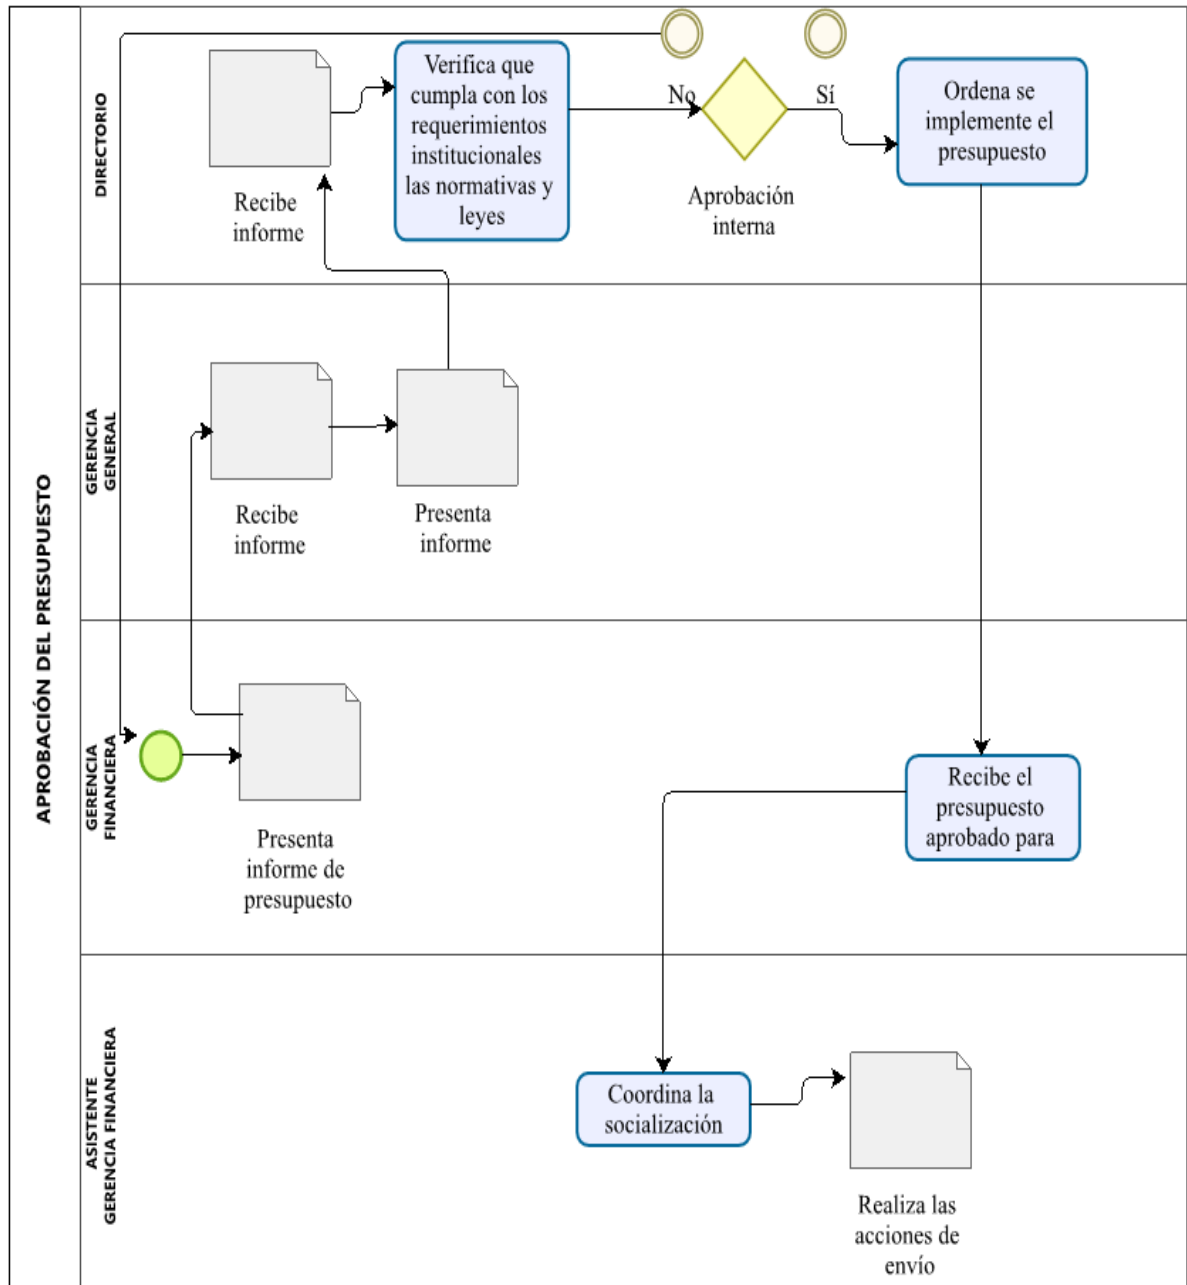 APROBACIÓN DEL PRESUPUESTO
DIRECTORIO
Recibe
informe
Verifica que
cumpla con los
requerimientos
institucionales
las normativas y
leyes
No
Sí
Aprobación
interna
Ordena se
implemente el
presupuesto
GERENCIA
GENERAL
Recibe
informe
Presenta
informe
GERENCIA
FINANCIERA
Presenta
informe de
presupuesto
Recibe el
presupuesto
aprobado para
ASISTENTE
GERENCIA FINANCIERA
Coordina la
socialización
Realiza las
acciones de
envío